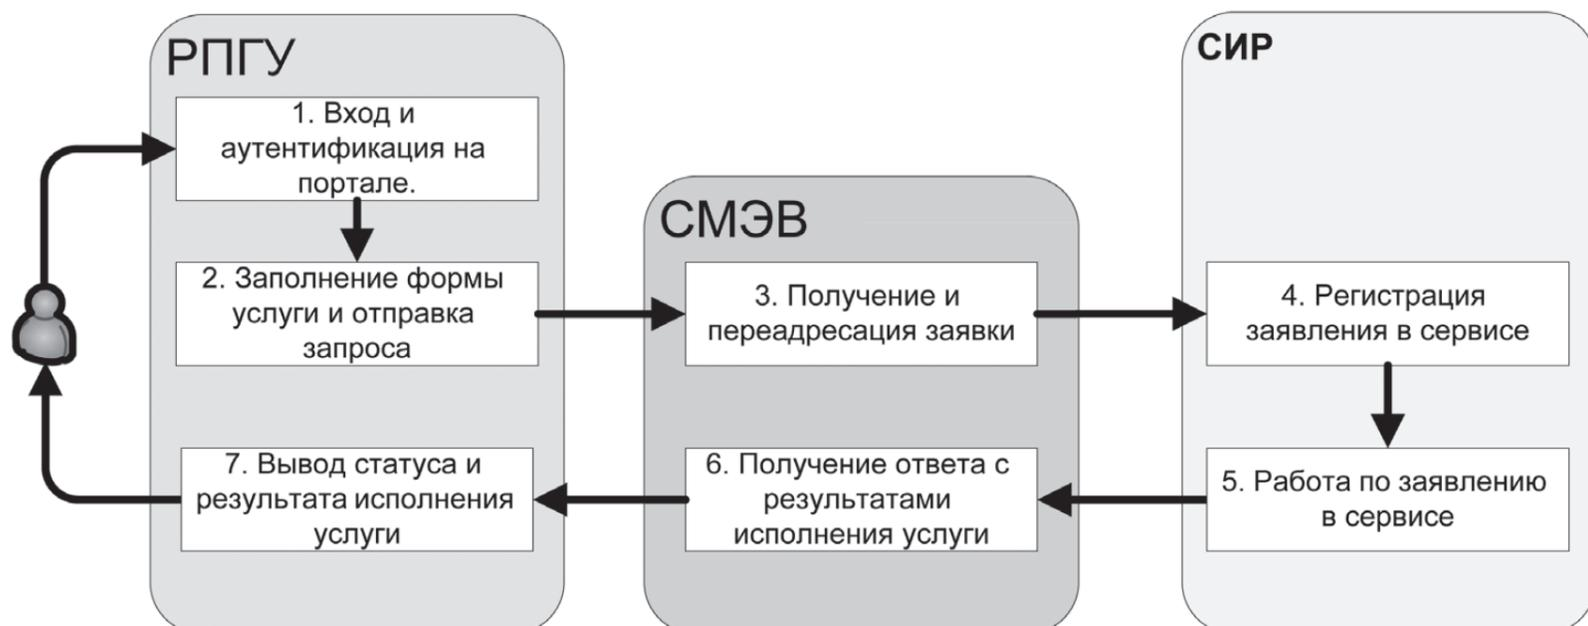 РПГУ
1. Вход и
аутентификация на
портале.
2. Заполнение формы
услуги и отправка
запроса
СМЭВ
3. Получение и
переадресация заявки
СИР
4. Регистрация
заявления в сервисе
5. Работа по заявлению
в сервисе
6. Получение ответа с
результатами
исполнения услуги
7. Вывод статуса и
результата исполнения
услуги